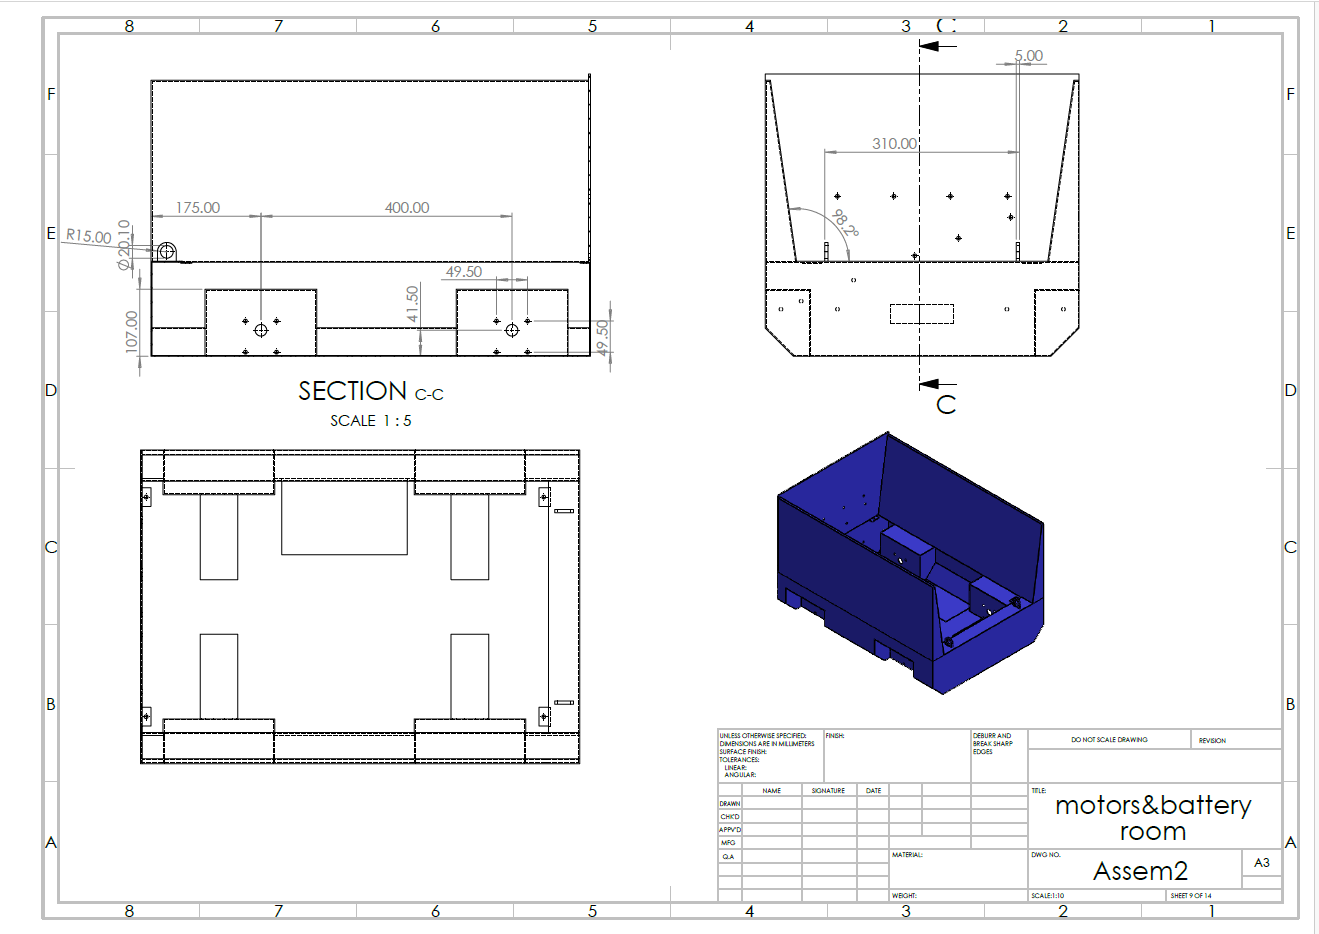 8 7 6 5 4 3 C 2 1
F F
E E
D D
C C
B B
A A
8 7 6 5 4 3 2 1
175.00
400.00
R15.00
∅20.10
107.00
49.50
41.50
49.50
SECTION C-C
SCALE 1 : 5
5.00
310.00
98.2°
C
UNLESS OTHERWISE SPECIFIED:
DIMENSIONS ARE IN MILLIMETERS
SURFACE FINISH:
TOLERANCES:
LINEAR:
ANGULAR:
FINISH:
DEBURR AND
BREAK SHARP
EDGES
DO NOT SCALE DRAWING
REVISION
NAME SIGNATURE DATE
DRAWN
CHK'D
APPV'D
MFG
Q.A
MATERIAL:
WEIGHT:
TITLE:
motors&battery
room
DWG NO.
Assem2
A3
SCALE:1:10
SHEET 9 OF 14